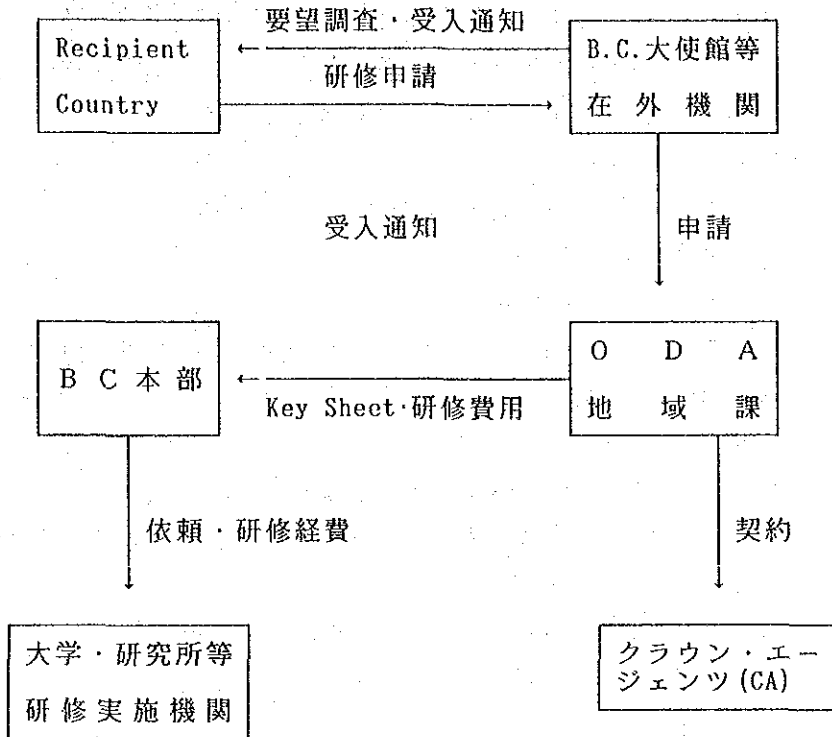 要望調査・受入通知
Recipient
Country
B.C.大使館等
在外機関
研修申請
受入通知
申請
BC本部
ODA
地域課
Key Sheet・研修費用
依頼・研修経費
契約
大学・研究所等
研修実施機関
クラウン・エー
ジェンツ(CA)